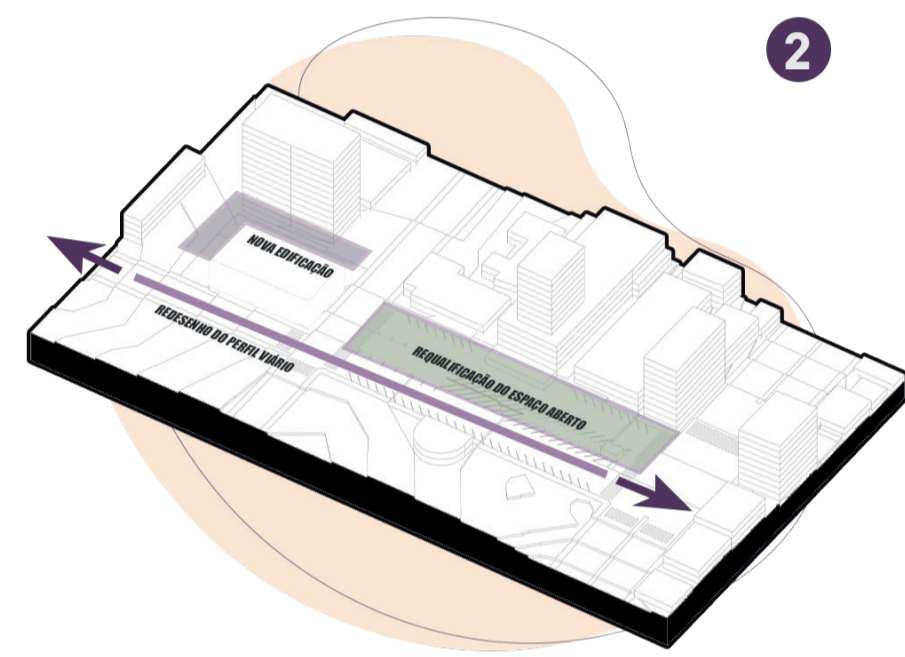 2
NOVA EDIFICAÇÃO
REDESENHO DO PERFIL VIÁRIO
REQUALIFICAÇÃO DO ESPAÇO ABERTO